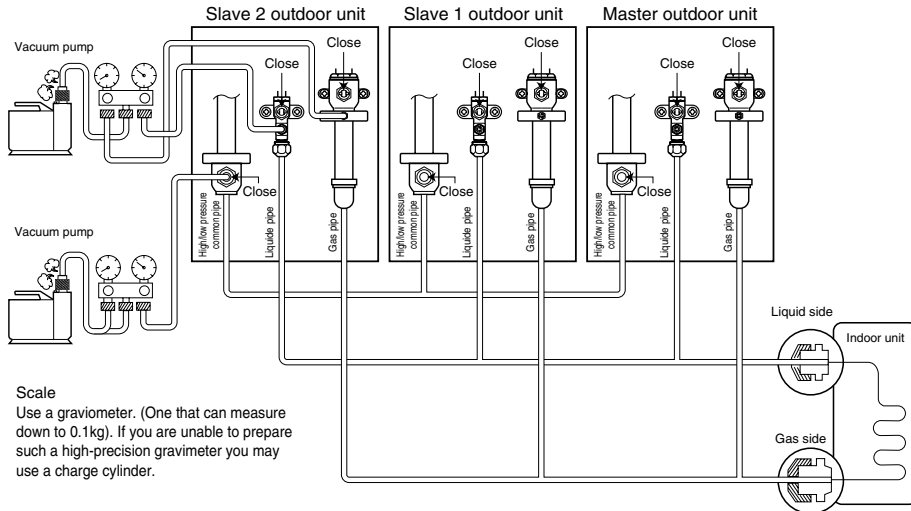 Slave 2 outdoor unit
Slave 1 outdoor unit
Master outdoor unit
Vacuum pump
Close
Close
Close
Close
Close
Close
Close
Close
Close
High/low pressure
common pipe
Liquide pipe
Gas pipe
High/low pressure
common pipe
Liquide pipe
Gas pipe
High/low pressure
common pipe
Liquide pipe
Gas pipe
Vacuum pump
Liquid side
Indoor unit
Gas side
Scale
Use a graviometer. (One that can measure
down to 0.1kg). If you are unable to prepare
such a high-precision gravimeter you may
use a charge cylinder.